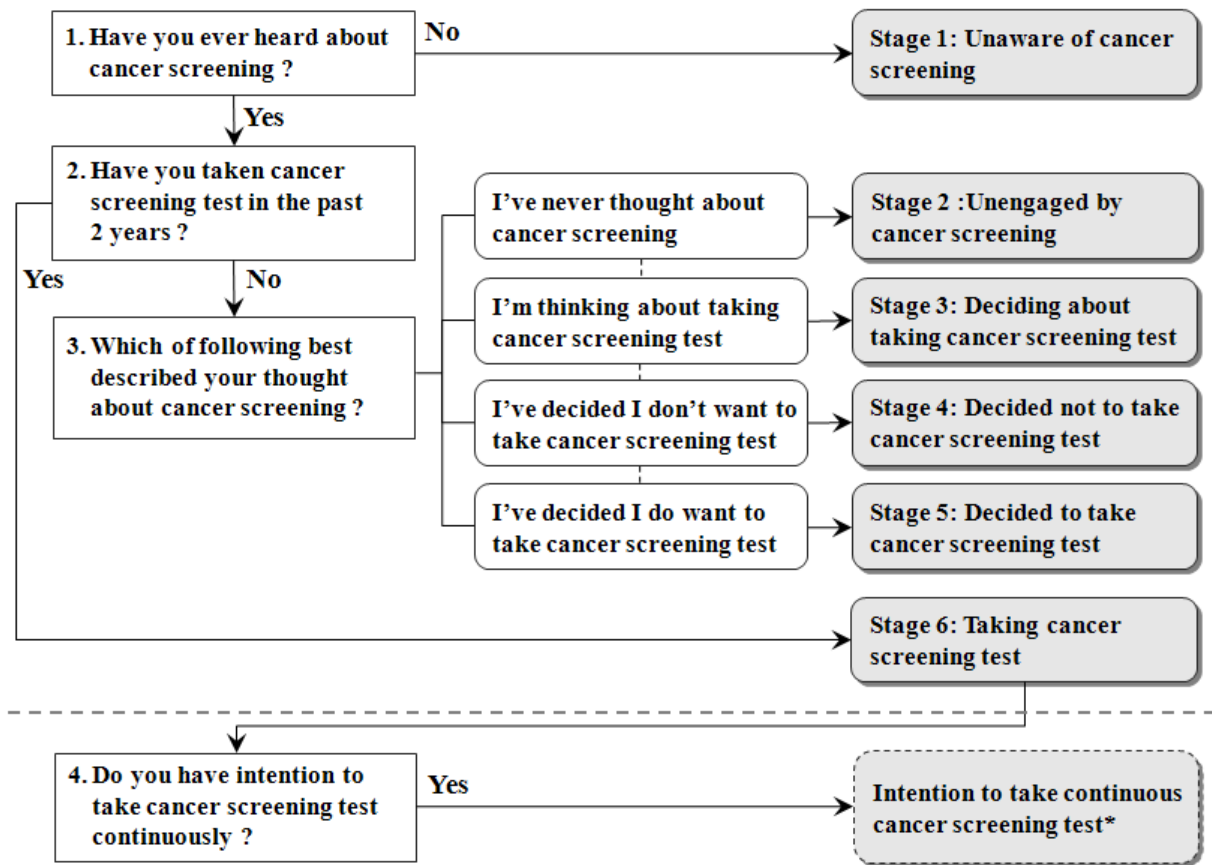 1. Have you ever heard about
cancer screening ?
No
Stage 1: Unaware of cancer
screening
Yes
2. Have you taken cancer
screening test in the past
2 years ?
I've never thought about
cancer screening
Stage 2 :Unengaged by
cancer screening
Yes
No
I'm thinking about taking
cancer screening test
Stage 3: Deciding about
taking cancer screening test
3. Which of following best
described your thought
about cancer screening ?
I've decided I don't want to
take cancer screening test
Stage 4: Decided not to take
cancer screening test
I've decided I do want to
take cancer screening test
Stage 5: Decided to take
cancer screening test
Stage 6: Taking cancer
screening test
4. Do you have intention to
take cancer screening test
continuously ?
Yes
Intention to take continuous
cancer screening test*